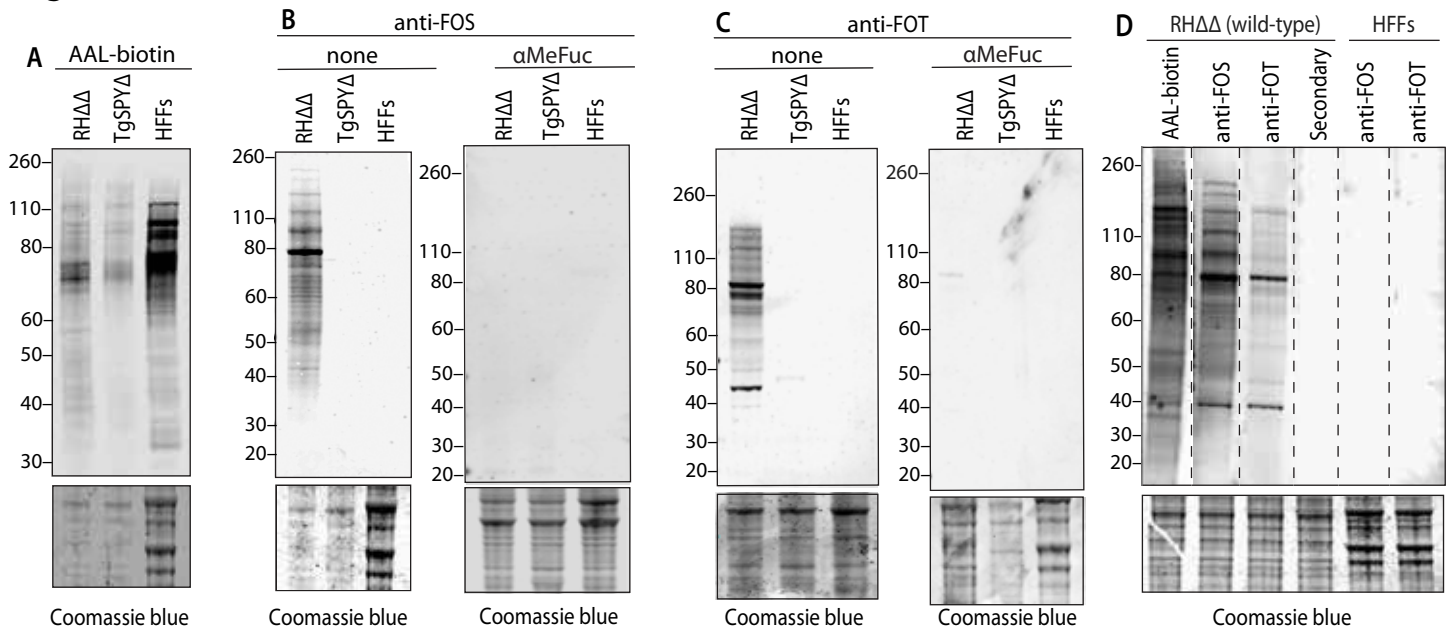 A
AAL-biotin
RHΔΔ
TgSPYΔ
HFFs
260
110
80
60
50
40
30
Coomassie blue
B
anti-FOS
none
RHΔΔ
TgSPYΔ
HFFs
260
110
80
60
50
40
30
20
Coomassie blue
αMeFuc
RHΔΔ
TgSPYΔ
HFFs
260
110
80
60
50
40
30
20
Coomassie blue
C
anti-FOT
none
RHΔΔ
TgSPYΔ
HFFs
260
110
80
60
50
40
30
20
Coomassie blue
αMeFuc
RHΔΔ
TgSPYΔ
HFFs
260
110
80
60
50
40
30
20
Coomassie blue
D
RHΔΔ (wild-type)
HFFs
AAL-biotin
anti-FOS
anti-FOT
Secondary
anti-FOS
anti-FOT
260
110
80
60
50
40
30
20
Coomassie blue